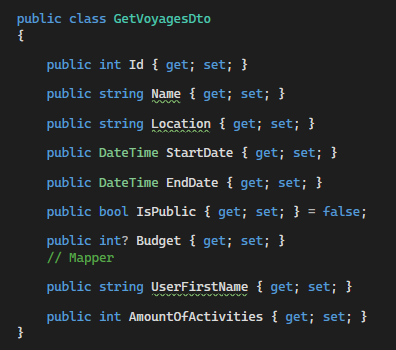 public class GetVoyagesDto
{
public int Id { get; set; }
public string Name { get; set; }
public string Location { get; set; }
public DateTime StartDate { get; set; }
public DateTime EndDate { get; set; }
public bool IsPublic { get; set; } = false;
public int? Budget { get; set; }
// Mapper
public string UserFirstName { get; set; }
public int AmountOfActivities { get; set; }
}